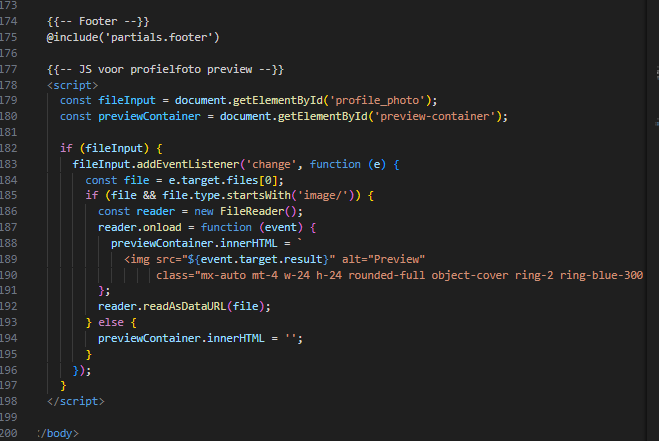 173
174 {{-- Footer --}}
175 @include('partials.footer')
176
177 {{-- JS voor profielfoto preview --}}
178 <script>
179 const fileInput = document.getElementById('profile_photo');
180 const previewContainer = document.getElementById('preview-container');
181
182 if (fileInput) {
183 fileInput.addEventListener('change', function (e) {
184 const file = e.target.files[0];
185 if (file && file.type.startsWith('image/')) {
186 const reader = new FileReader();
187 reader.onload = function (event) {
188 previewContainer.innerHTML = `
189 <img src="${event.target.result}" alt="Preview"
190 class="mx-auto mt-4 w-24 h-24 rounded-full object-cover ring-2 ring-blue-300
191 };
192 reader.readAsDataURL(file);
193 } else {
194 previewContainer.innerHTML = '';
195 }
196 });
197 }
198 </script>
199
200 /body>